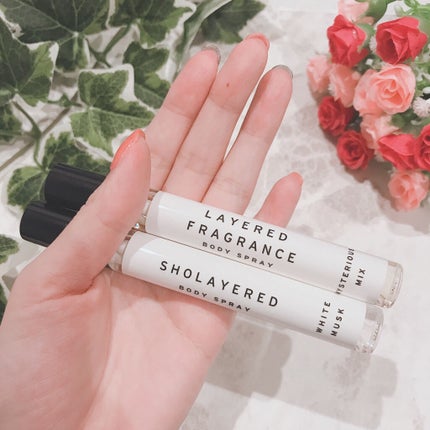 LAYERED
FRAGRANCE
BODY SPRAY
MYSTERIOUS
MIX
SHOLAYERED
BODY SPRAY
WHITE
MUSK